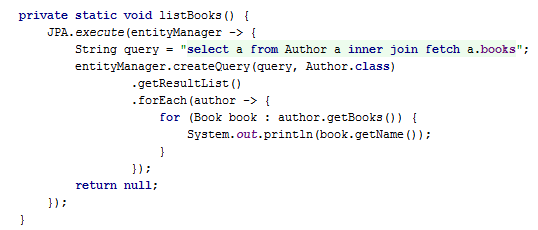 private static void listBooks() {
    JPA.execute(entityManager -> {
        String query = "select a from Author a inner join fetch a.books";
        entityManager.createQuery(query, Author.class)
                .getResultList()
                .forEach(author -> {
                    for (Book book : author.getBooks()) {
                        System.out.println(book.getName());
                    }
                });
        return null;
    });
}